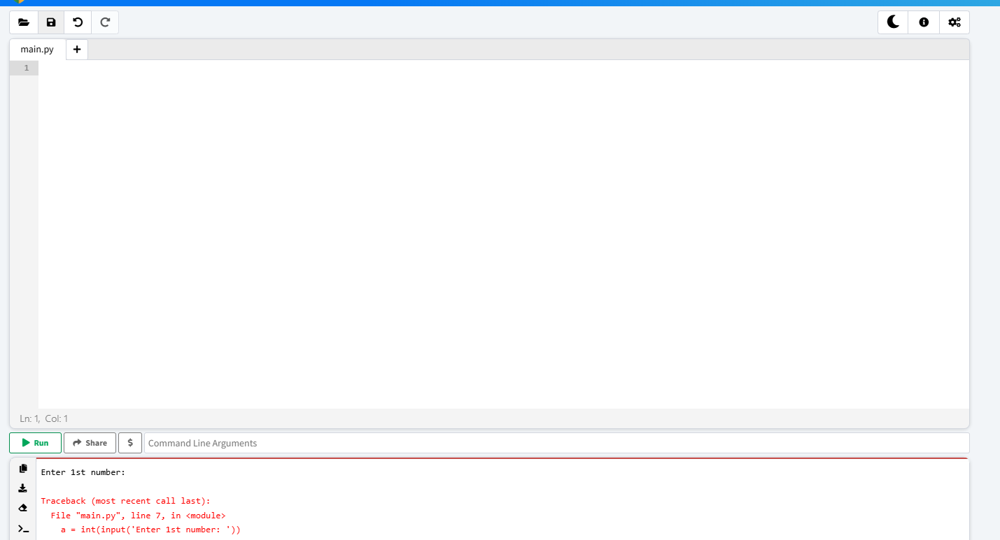 main.py +
1
Ln: 1, Col: 1
Run Share $ Command Line Arguments
Enter 1st number:
Traceback (most recent call last):
  File "main.py", line 7, in <module>
    a = int(input('Enter 1st number: '))